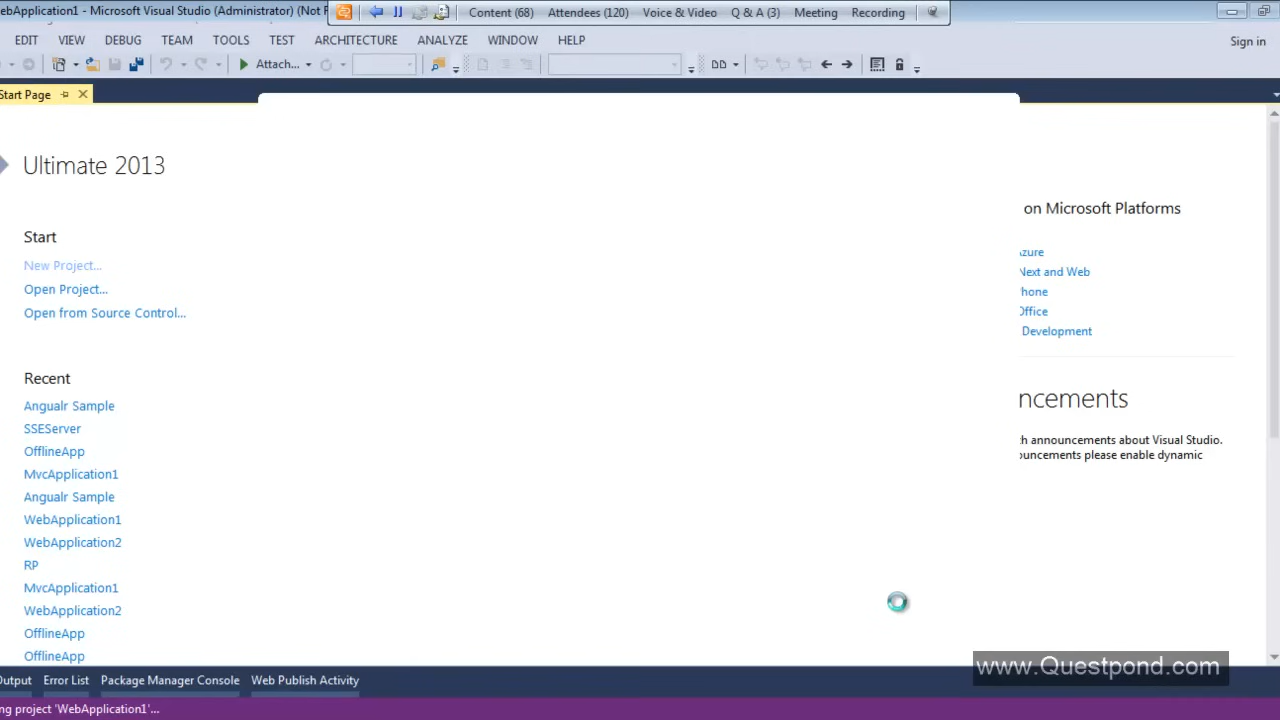 ebApplication1 - Microsoft Visual Studio (Administrator) (Not R
Content (68) Attendees (120) Voice & Video Q & A (3) Meeting Recording
EDIT VIEW DEBUG TEAM TOOLS TEST ARCHITECTURE ANALYZE WINDOW HELP
Sign in
Attach...
Start Page
Ultimate 2013
Start
New Project...
Open Project...
Open from Source Control...
Recent
Angualr Sample
SSEServer
OfflineApp
MvcApplication1
Angualr Sample
WebApplication1
WebApplication2
RP
MvcApplication1
WebApplication2
OfflineApp
OfflineApp
on Microsoft Platforms
Azure
Next and Web
hone
Office
Development
ncements
h announcements about Visual Studio.
ouncements please enable dynamic
www.Questpond.com
Output Error List Package Manager Console Web Publish Activity
ng project 'WebApplication1'...